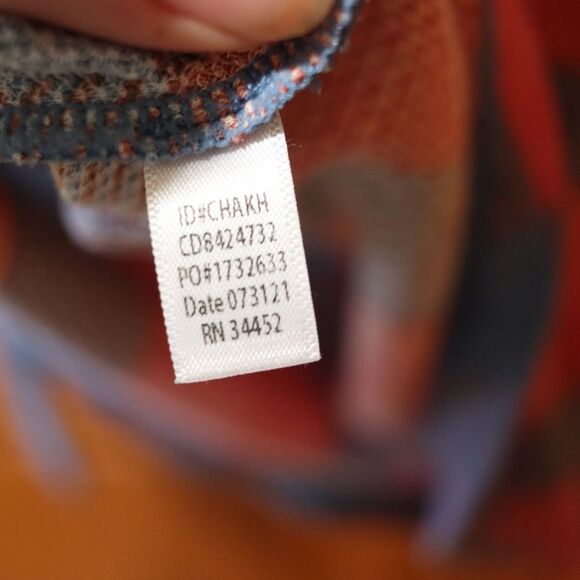 ID#CHAKH
CD8424732
PO#1732633
Date 073121
RN 34452